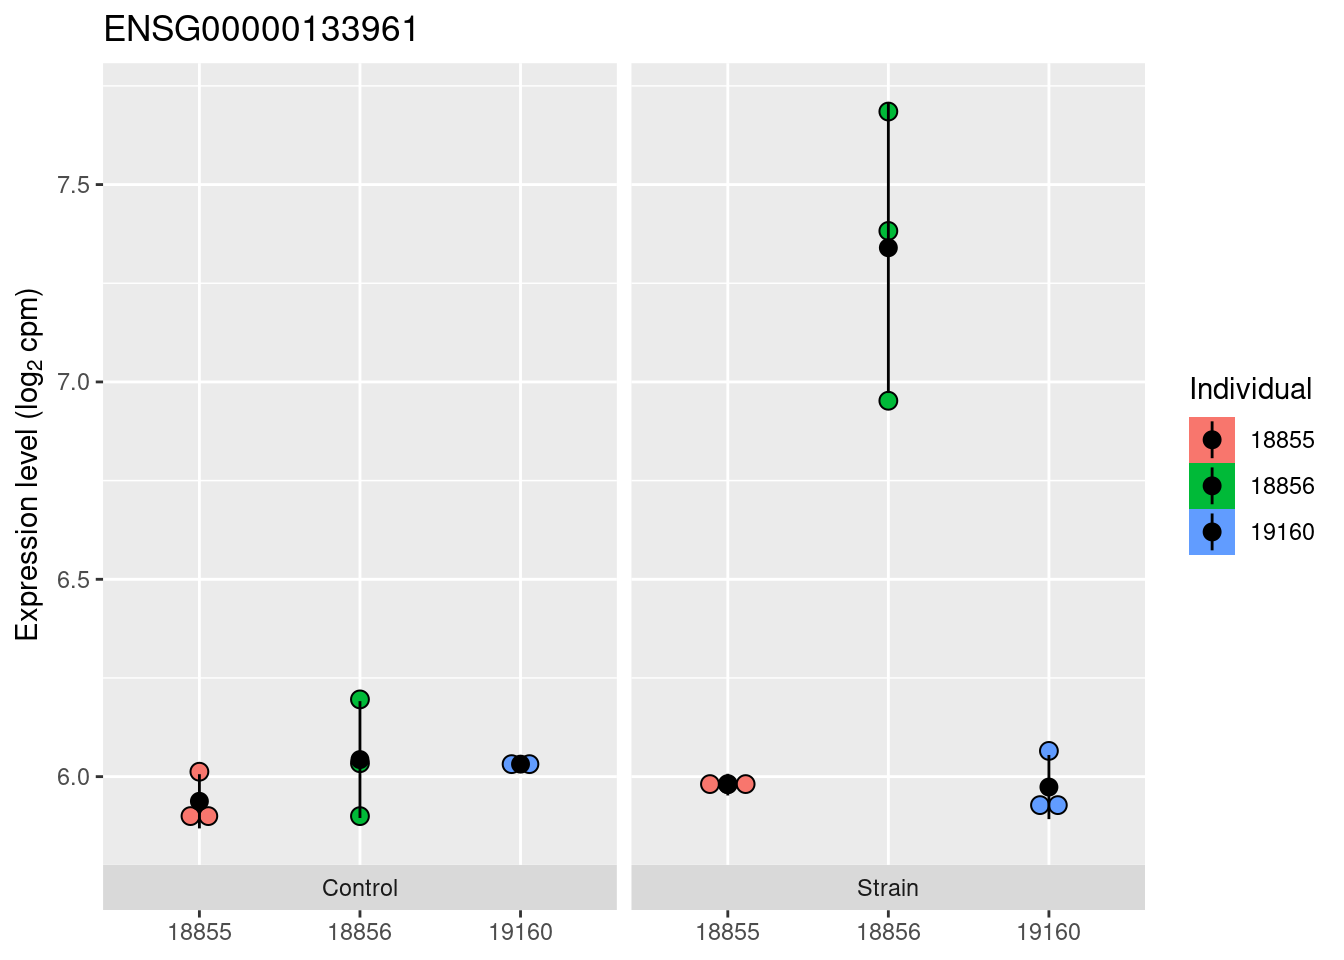 ENSG00000133961
Expression level (log2 cpm)
7.5
7.0
6.5
6.0
Control
Strain
18855
18856
19160
18855
18856
19160
Individual
18855
18856
19160